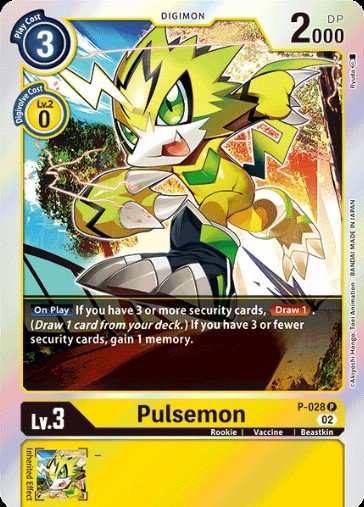 Play Cost
3
DIGIMON
DP
2000
Digivolve Cost
Lv.2
0
Ryuda
©Akiyoshi Hongo, Toei Animation BANDAI MADE IN JAPAN
On Play If you have 3 or more security cards, Draw 1.
(Draw 1 card from your deck.) If you have 3 or fewer
security cards, gain 1 memory.
Lv.3
Pulsemon
P-028 P
02
Rookie | Vaccine | Beastkin
Inherited Effect
–